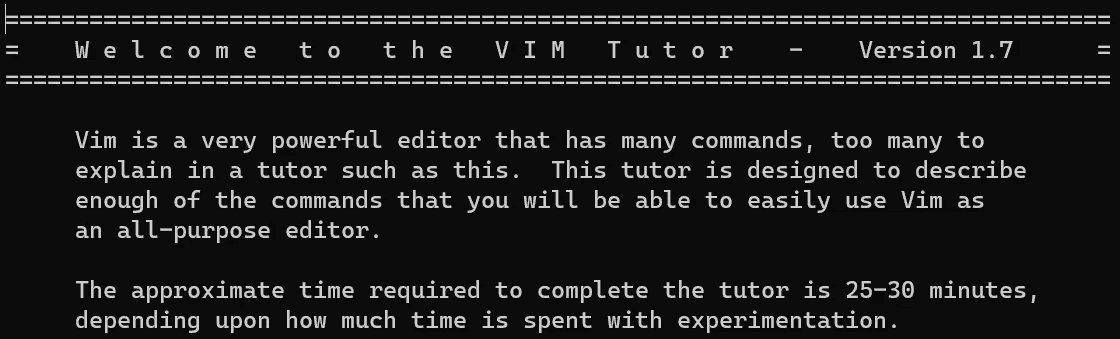 ===============================================================================
=    W e l c o m e   t o   t h e   V I M   T u t o r    -    Version 1.7      =
===============================================================================
Vim is a very powerful editor that has many commands, too many to
explain in a tutor such as this.  This tutor is designed to describe
enough of the commands that you will be able to easily use Vim as
an all-purpose editor.
The approximate time required to complete the tutor is 25-30 minutes,
depending upon how much time is spent with experimentation.